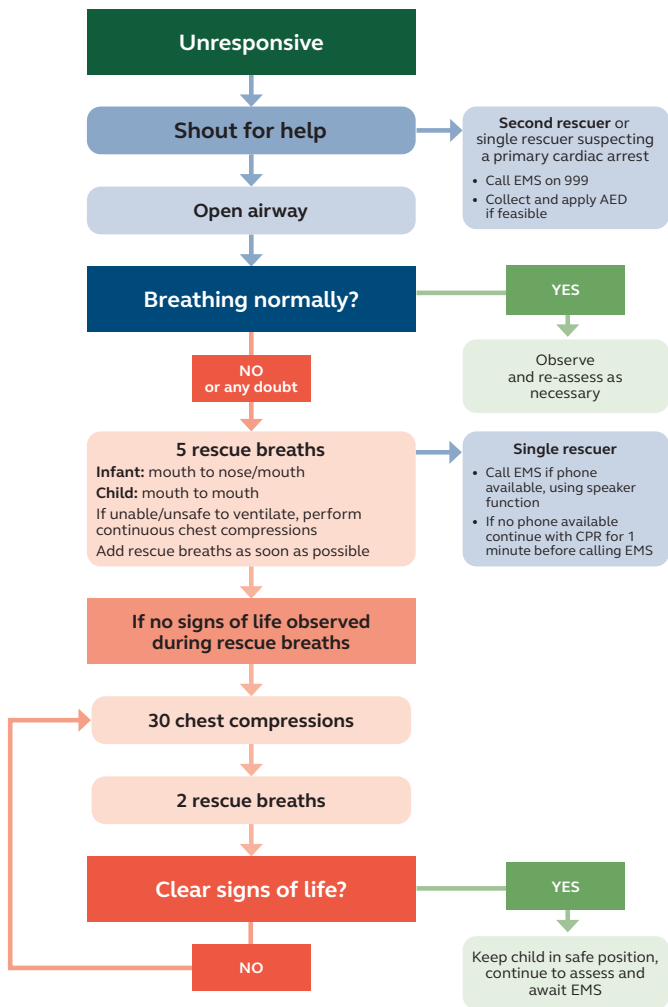 Unresponsive
Shout for help
Second rescuer or
single rescuer suspecting
a primary cardiac arrest
• Call EMS on 999
• Collect and apply AED
if feasible
Open airway
Breathing normally?
YES
Observe
and re-assess as
necessary
NO
or any doubt
5 rescue breaths
Infant: mouth to nose/mouth
Child: mouth to mouth
If unable/unsafe to ventilate, perform
continuous chest compressions
Add rescue breaths as soon as possible
Single rescuer
• Call EMS if phone
available, using speaker
function
• If no phone available
continue with CPR for 1
minute before calling EMS
If no signs of life observed
during rescue breaths
30 chest compressions
2 rescue breaths
Clear signs of life?
YES
NO
Keep child in safe position,
continue to assess and
await EMS